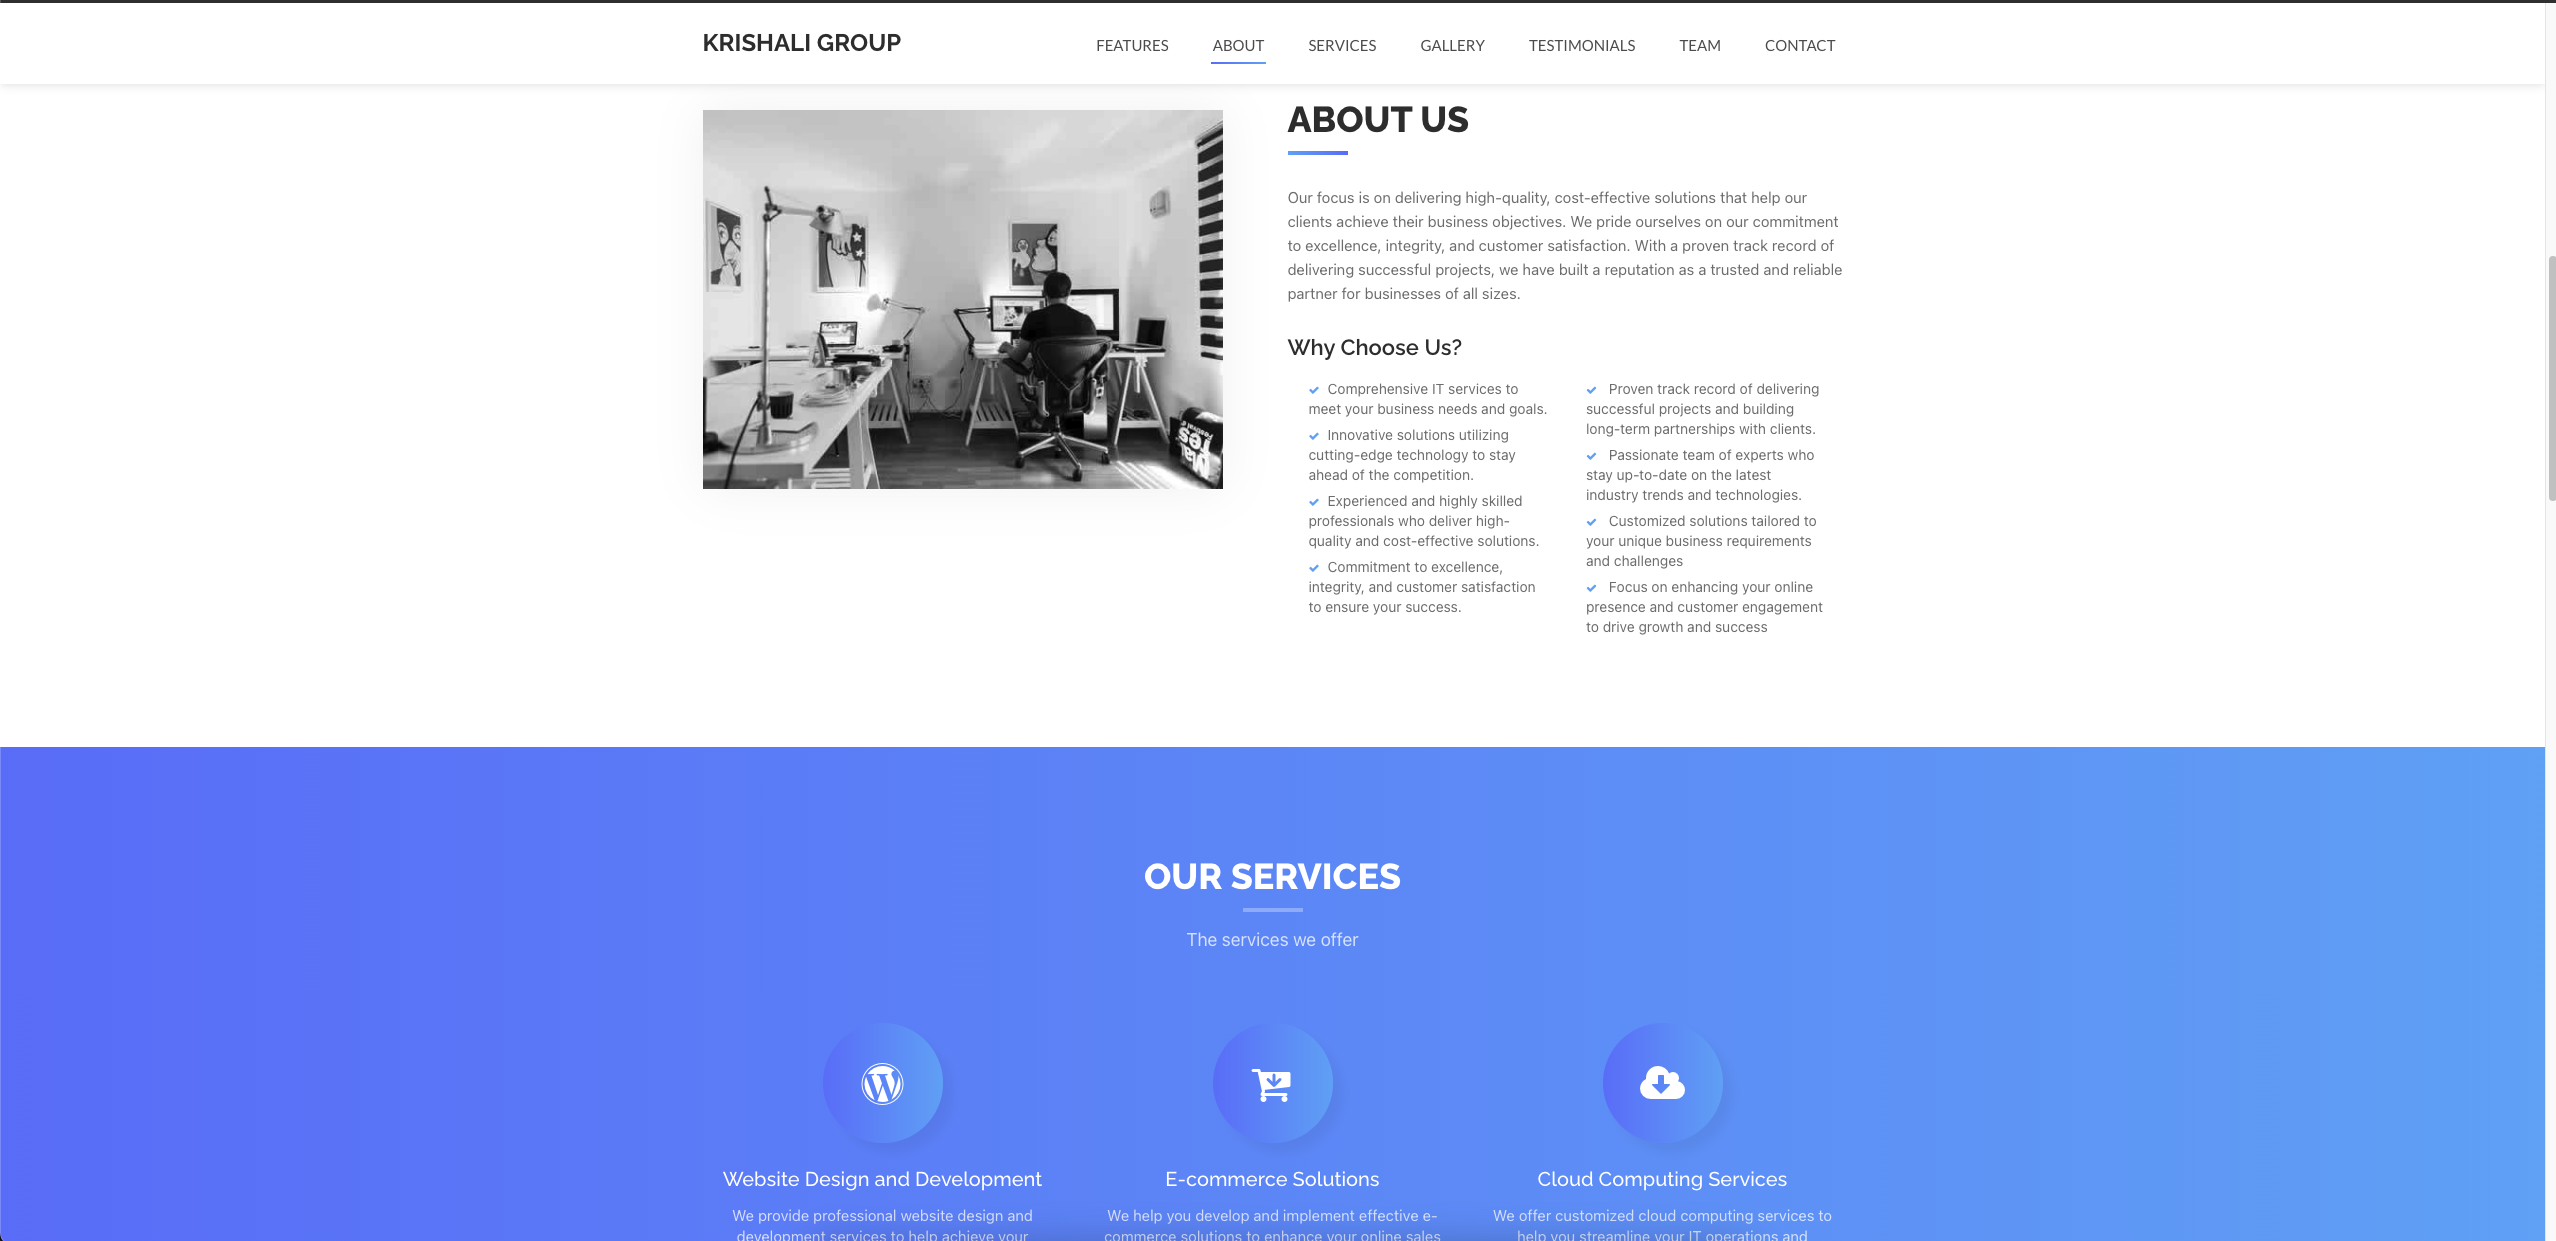 KRISHALI GROUP
FEATURES
ABOUT
SERVICES
GALLERY
TESTIMONIALS
TEAM
CONTACT
ABOUT US
Our focus is on delivering high-quality, cost-effective solutions that help our
clients achieve their business objectives. We pride ourselves on our commitment
to excellence, integrity, and customer satisfaction. With a proven track record of
delivering successful projects, we have built a reputation as a trusted and reliable
partner for businesses of all sizes.
Why Choose Us?
Comprehensive IT services to
meet your business needs and goals.
Innovative solutions utilizing
cutting-edge technology to stay
ahead of the competition.
Experienced and highly skilled
professionals who deliver high-
quality and cost-effective solutions.
Commitment to excellence,
integrity, and customer satisfaction
to ensure your success.
Proven track record of delivering
successful projects and building
long-term partnerships with clients.
Passionate team of experts who
stay up-to-date on the latest
industry trends and technologies.
Customized solutions tailored to
your unique business requirements
and challenges
Focus on enhancing your online
presence and customer engagement
to drive growth and success
OUR SERVICES
The services we offer
Website Design and Development
We provide professional website design and
development services to help achieve your
E-commerce Solutions
We help you develop and implement effective e-
commerce solutions to enhance your online sales
Cloud Computing Services
We offer customized cloud computing services to
help you streamline your IT operations and